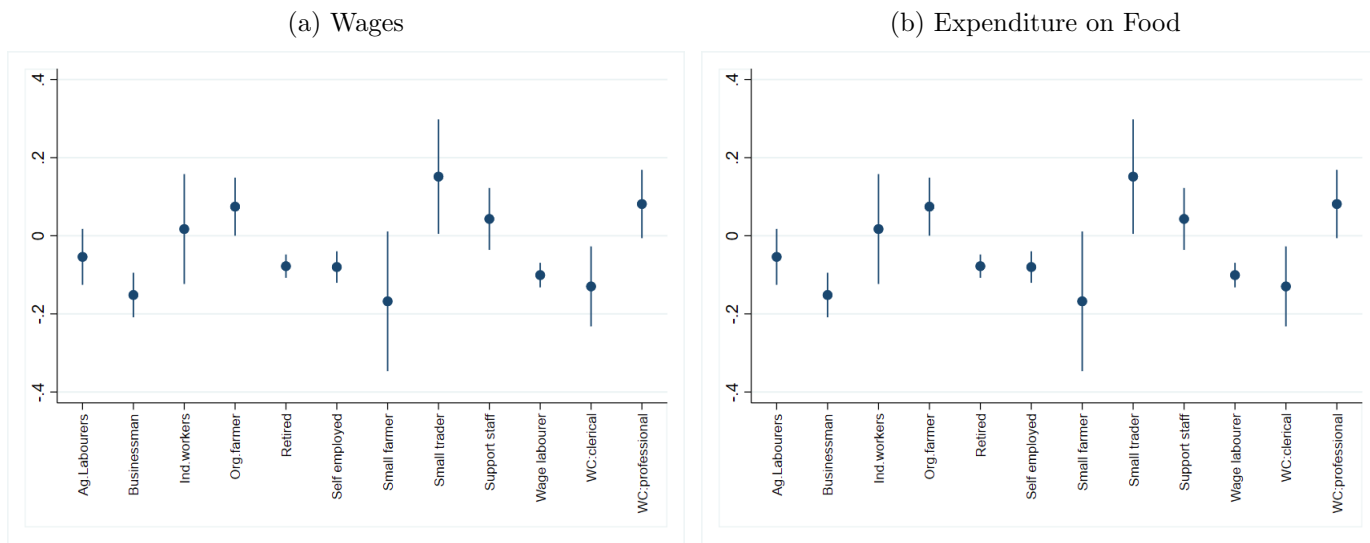 (a) Wages
.4
.2
0
-.2
-.4
Ag.Labourers
Businessman
Ind.workers
Org.farmer
Retired
Self employed
Small farmer
Small trader
Support staff
Wage labourer
WC:clerical
WC:professional
(b) Expenditure on Food
.4
.2
0
-.2
-.4
Ag.Labourers
Businessman
Ind.workers
Org.farmer
Retired
Self employed
Small farmer
Small trader
Support staff
Wage labourer
WC:clerical
WC:professional